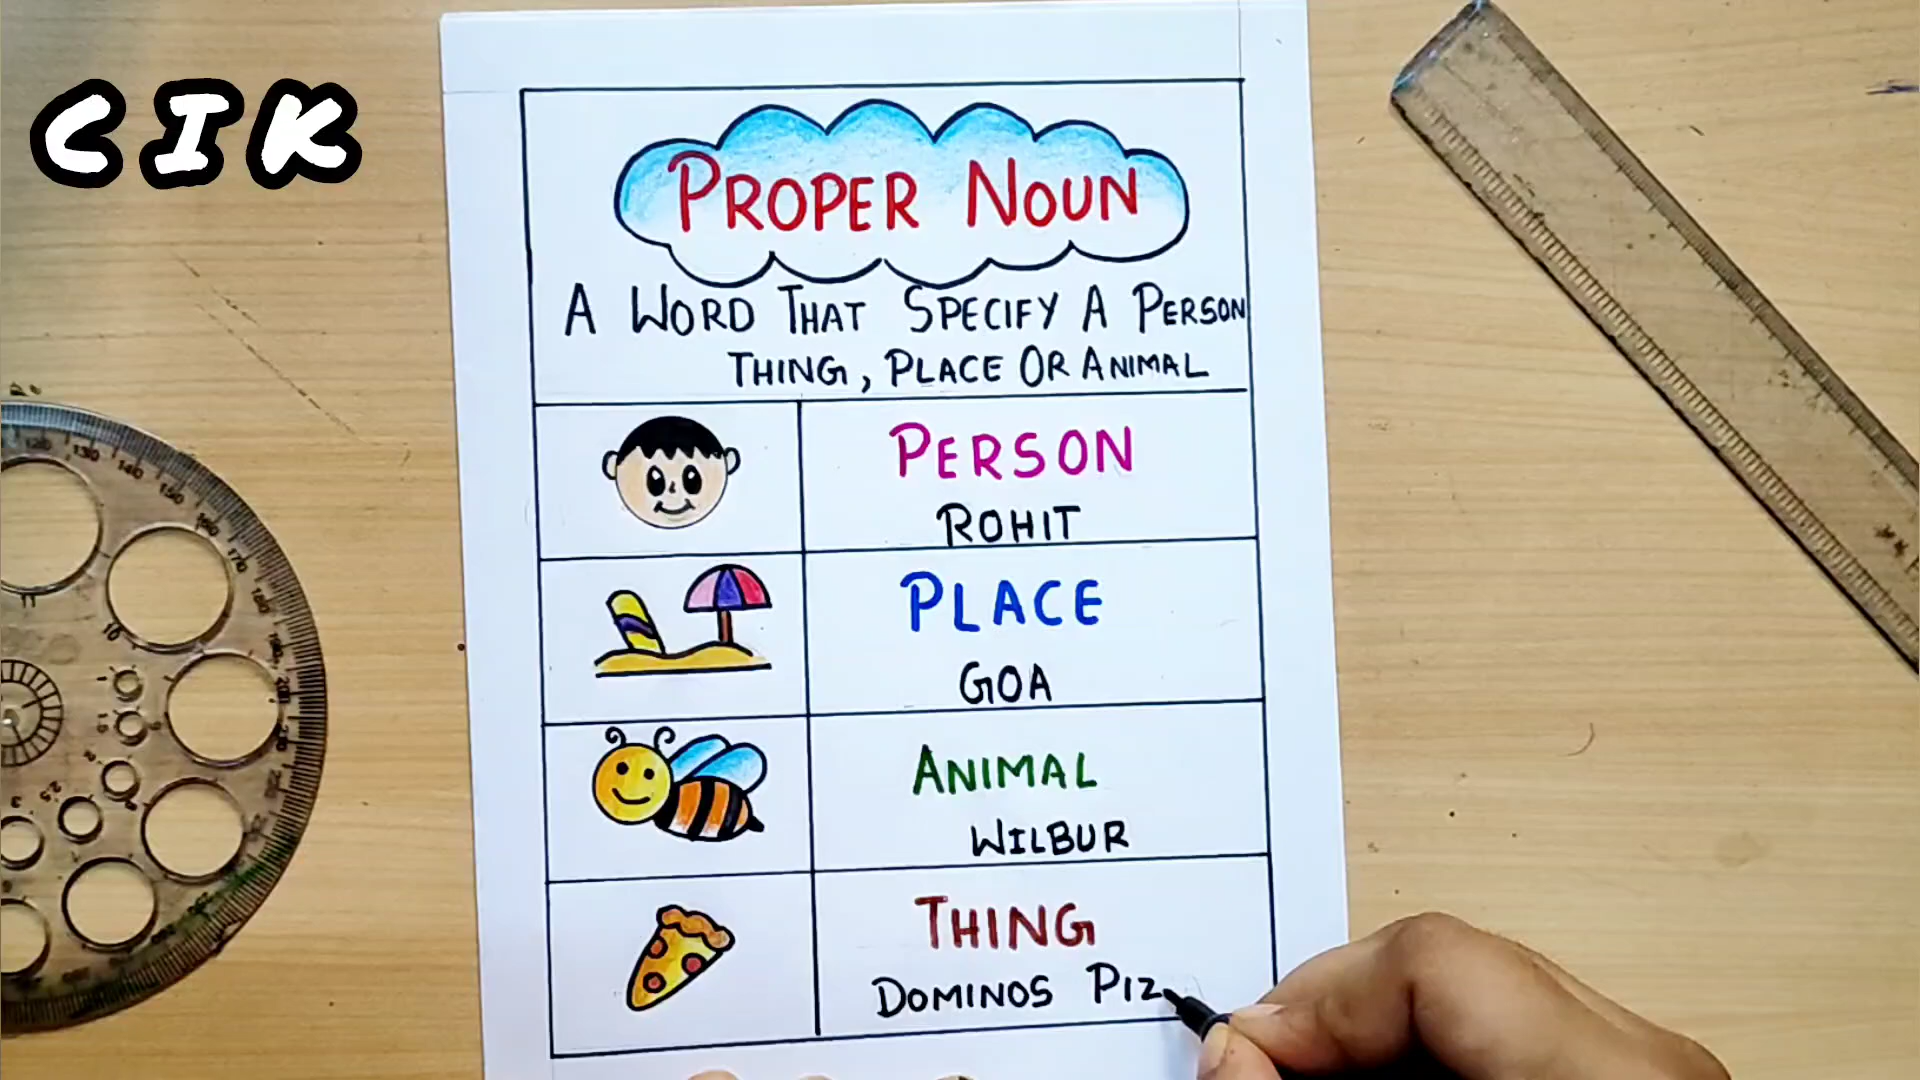 CIK
PROPER NOUN
A WORD THAT SPECIFY A PERSON
THING, PLACE OR ANIMAL
PERSON
ROHIT
PLACE
GOA
ANIMAL
WILBUR
THING
DOMINOS PIZ